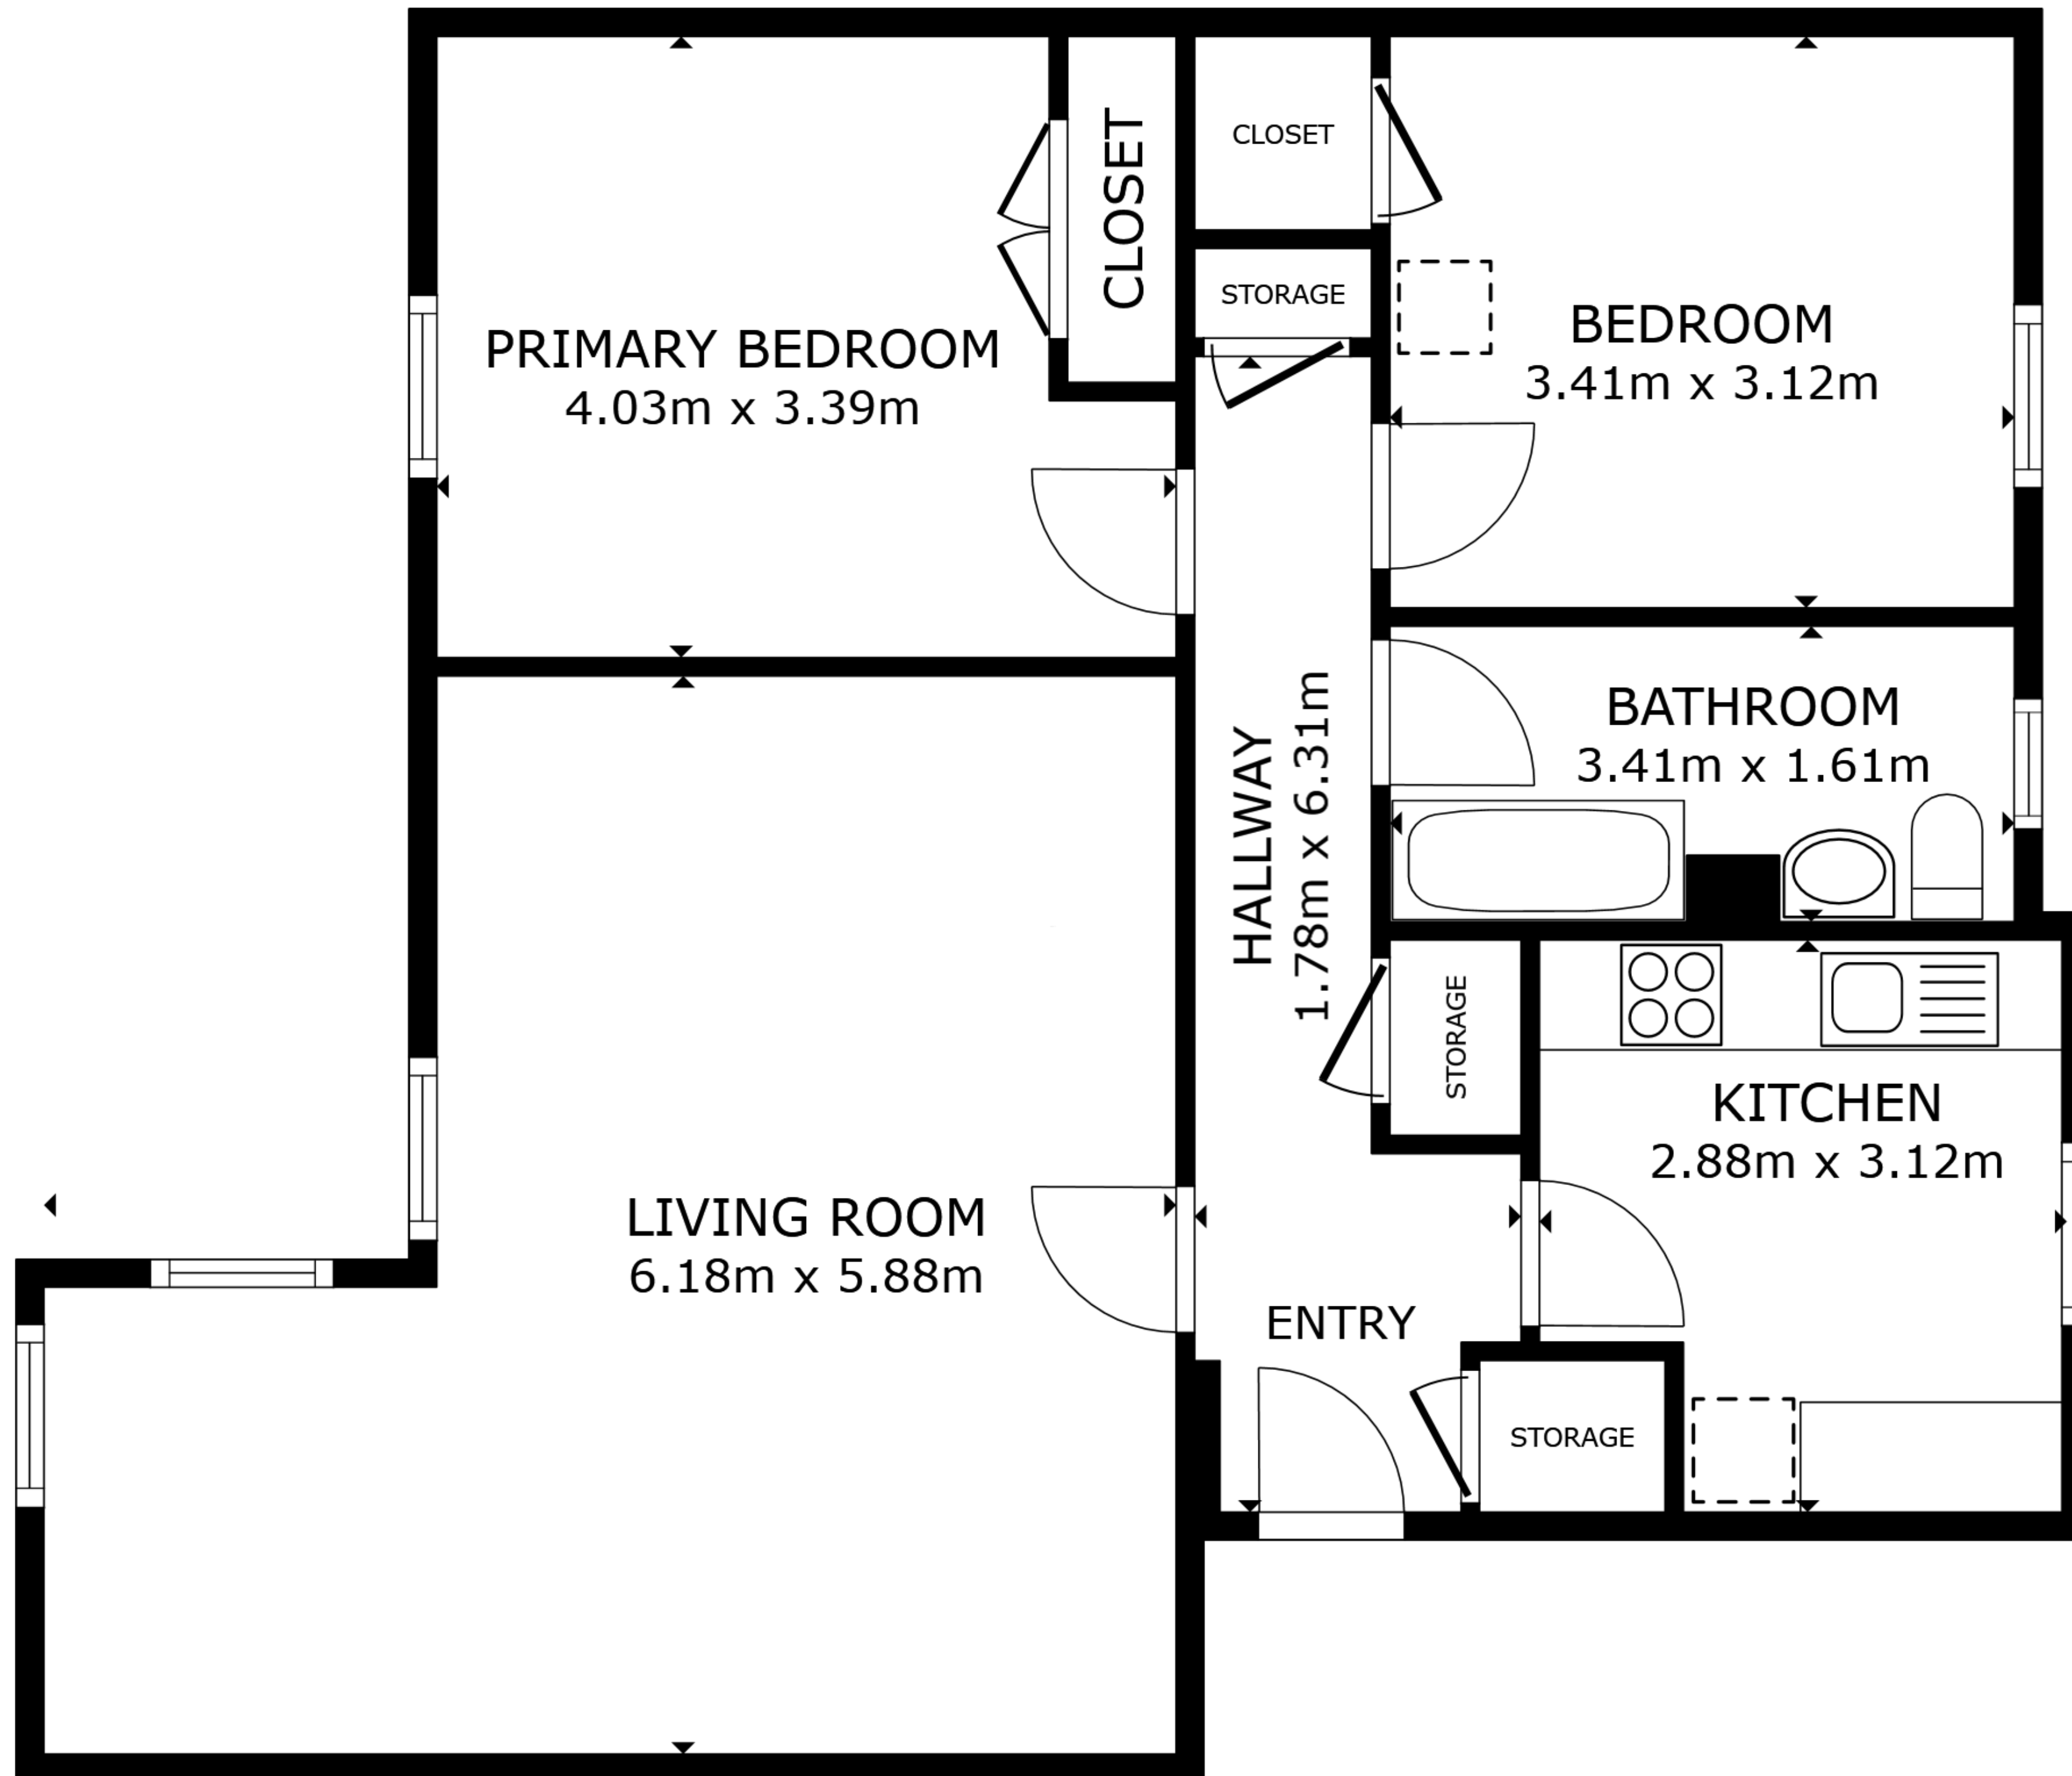 CLOSET
CLOSET
STORAGE
PRIMARY BEDROOM
4.03m x 3.39m
BEDROOM
3.41m x 3.12m
BATHROOM
3.41m x 1.61m
HALLWAY
1.78m x 6.31m
STORAGE
KITCHEN
2.88m x 3.12m
LIVING ROOM
6.18m x 5.88m
ENTRY
STORAGE